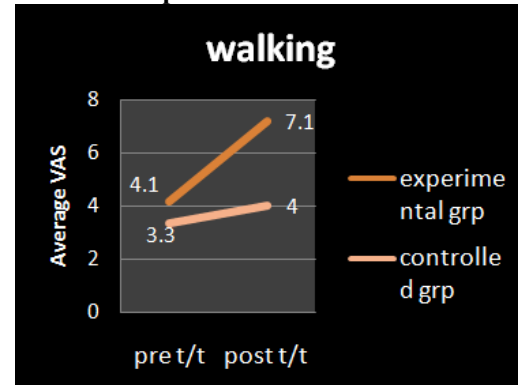 walking
Average VAS
8
6
4
2
0
4.1
7.1
3.3
4
pre t/t post t/t
experime
ntal grp
controlle
d grp